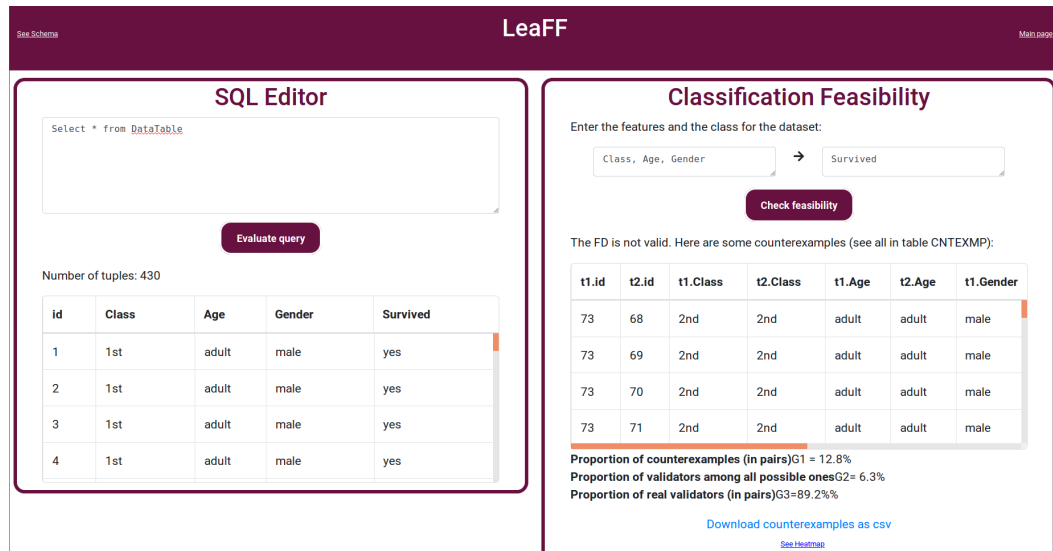 See Schema
LeaFF
Main page
SQL Editor
Select * from DataTable
Evaluate query
Number of tuples: 430
id Class Age Gender Survived
1 1st adult male yes
2 1st adult male yes
3 1st adult male yes
4 1st adult male yes
Classification Feasibility
Enter the features and the class for the dataset:
Class, Age, Gender → Survived
Check feasibility
The FD is not valid. Here are some counterexamples (see all in table CNTEXMP):
t1.id t2.id t1.Class t2.Class t1.Age t2.Age t1.Gender
73 68 2nd 2nd adult adult male
73 69 2nd 2nd adult adult male
73 70 2nd 2nd adult adult male
73 71 2nd 2nd adult adult male
Proportion of counterexamples (in pairs)G1 = 12.8%
Proportion of validators among all possible onesG2= 6.3%
Proportion of real validators (in pairs)G3=89.2%%
Download counterexamples as csv
See Heatmap